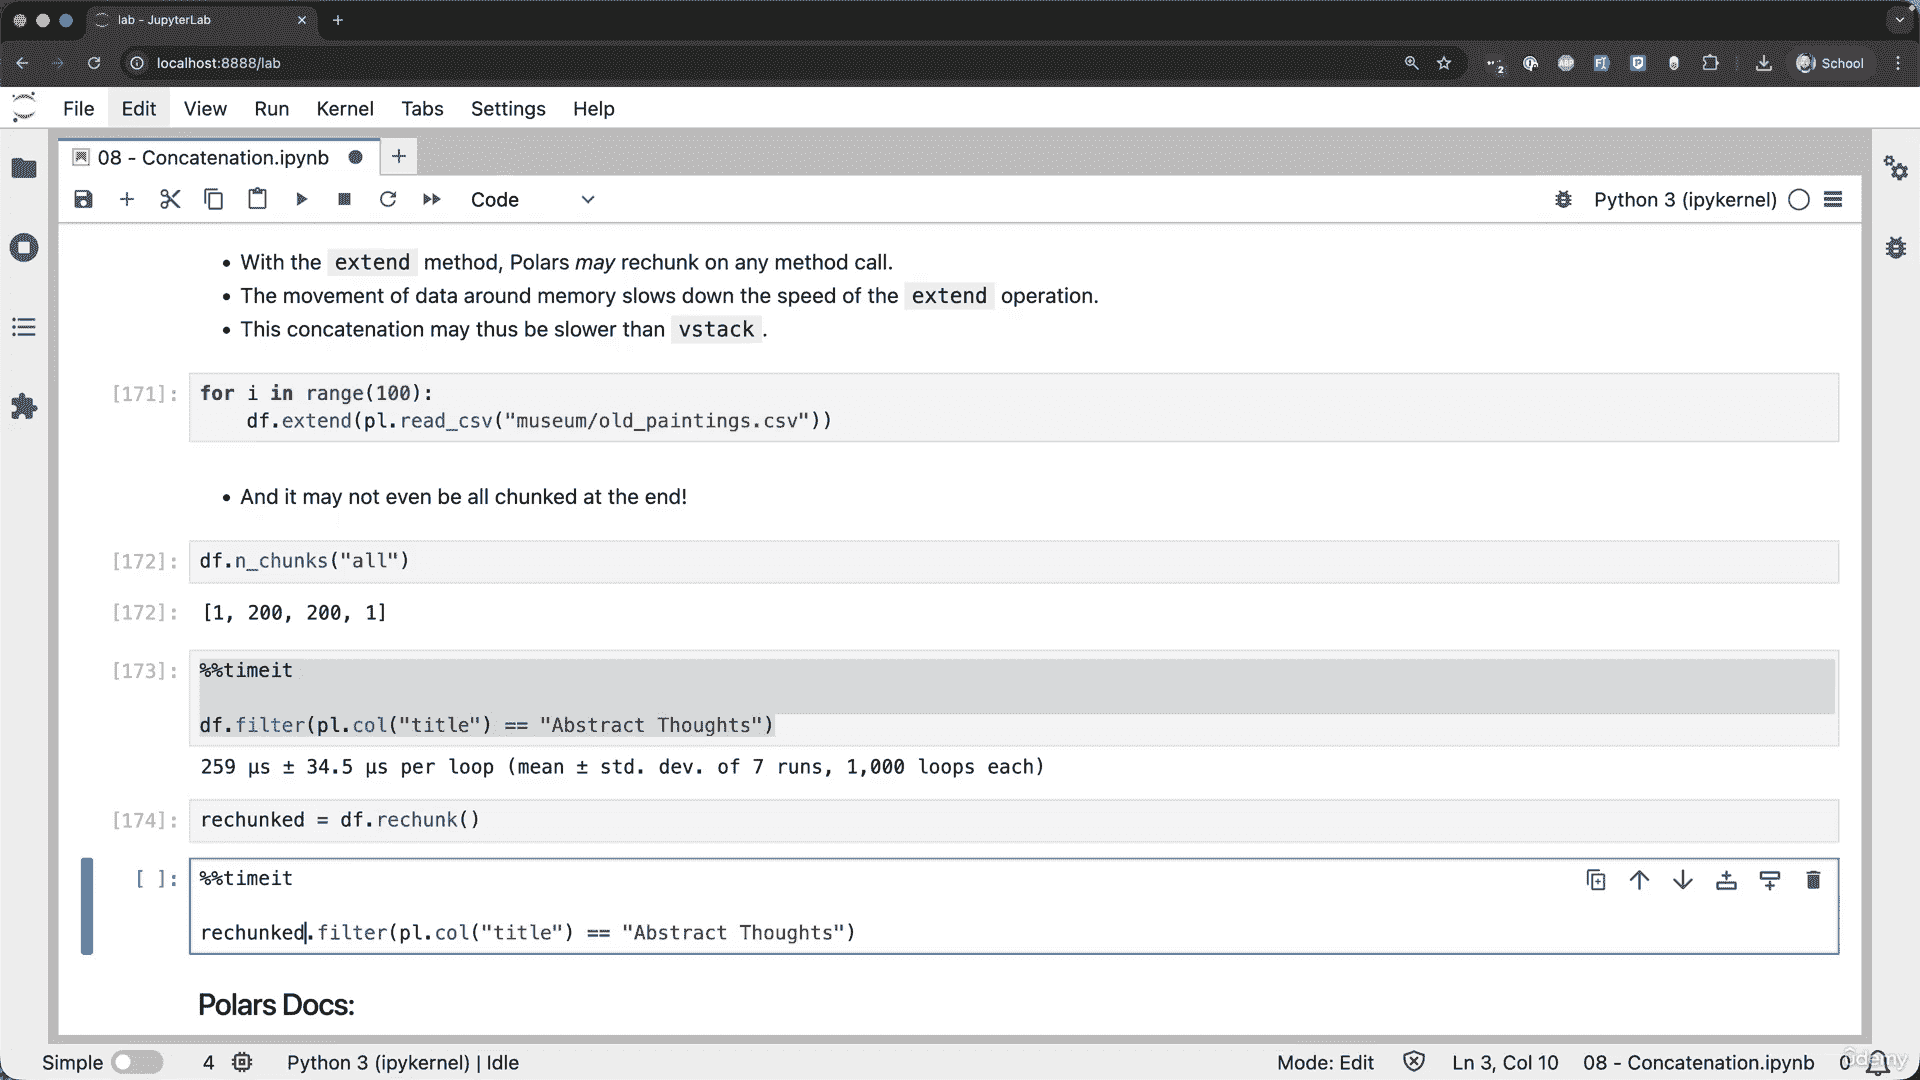 lab - JupyterLab
localhost:8888/lab
2
ABP
School
File Edit View Run Kernel Tabs Settings Help
08 - Concatenation.ipynb
Code
Python 3 (ipykernel)
• With the extend method, Polars may rechunk on any method call.
• The movement of data around memory slows down the speed of the extend operation.
• This concatenation may thus be slower than vstack.
[171]: for i in range(100):
df.extend(pl.read_csv("museum/old_paintings.csv"))
• And it may not even be all chunked at the end!
[172]: df.n_chunks("all")
[172]: [1, 200, 200, 1]
[173]: %%timeit
df.filter(pl.col("title") == "Abstract Thoughts")
259 µs ± 34.5 µs per loop (mean ± std. dev. of 7 runs, 1,000 loops each)
[174]: rechunked = df.rechunk()
[ ]: %%timeit
rechunked.filter(pl.col("title") == "Abstract Thoughts")
Polars Docs:
Simple 4 Python 3 (ipykernel) | Idle Mode: Edit Ln 3, Col 10 08 - Concatenation.ipynb 0
udemy